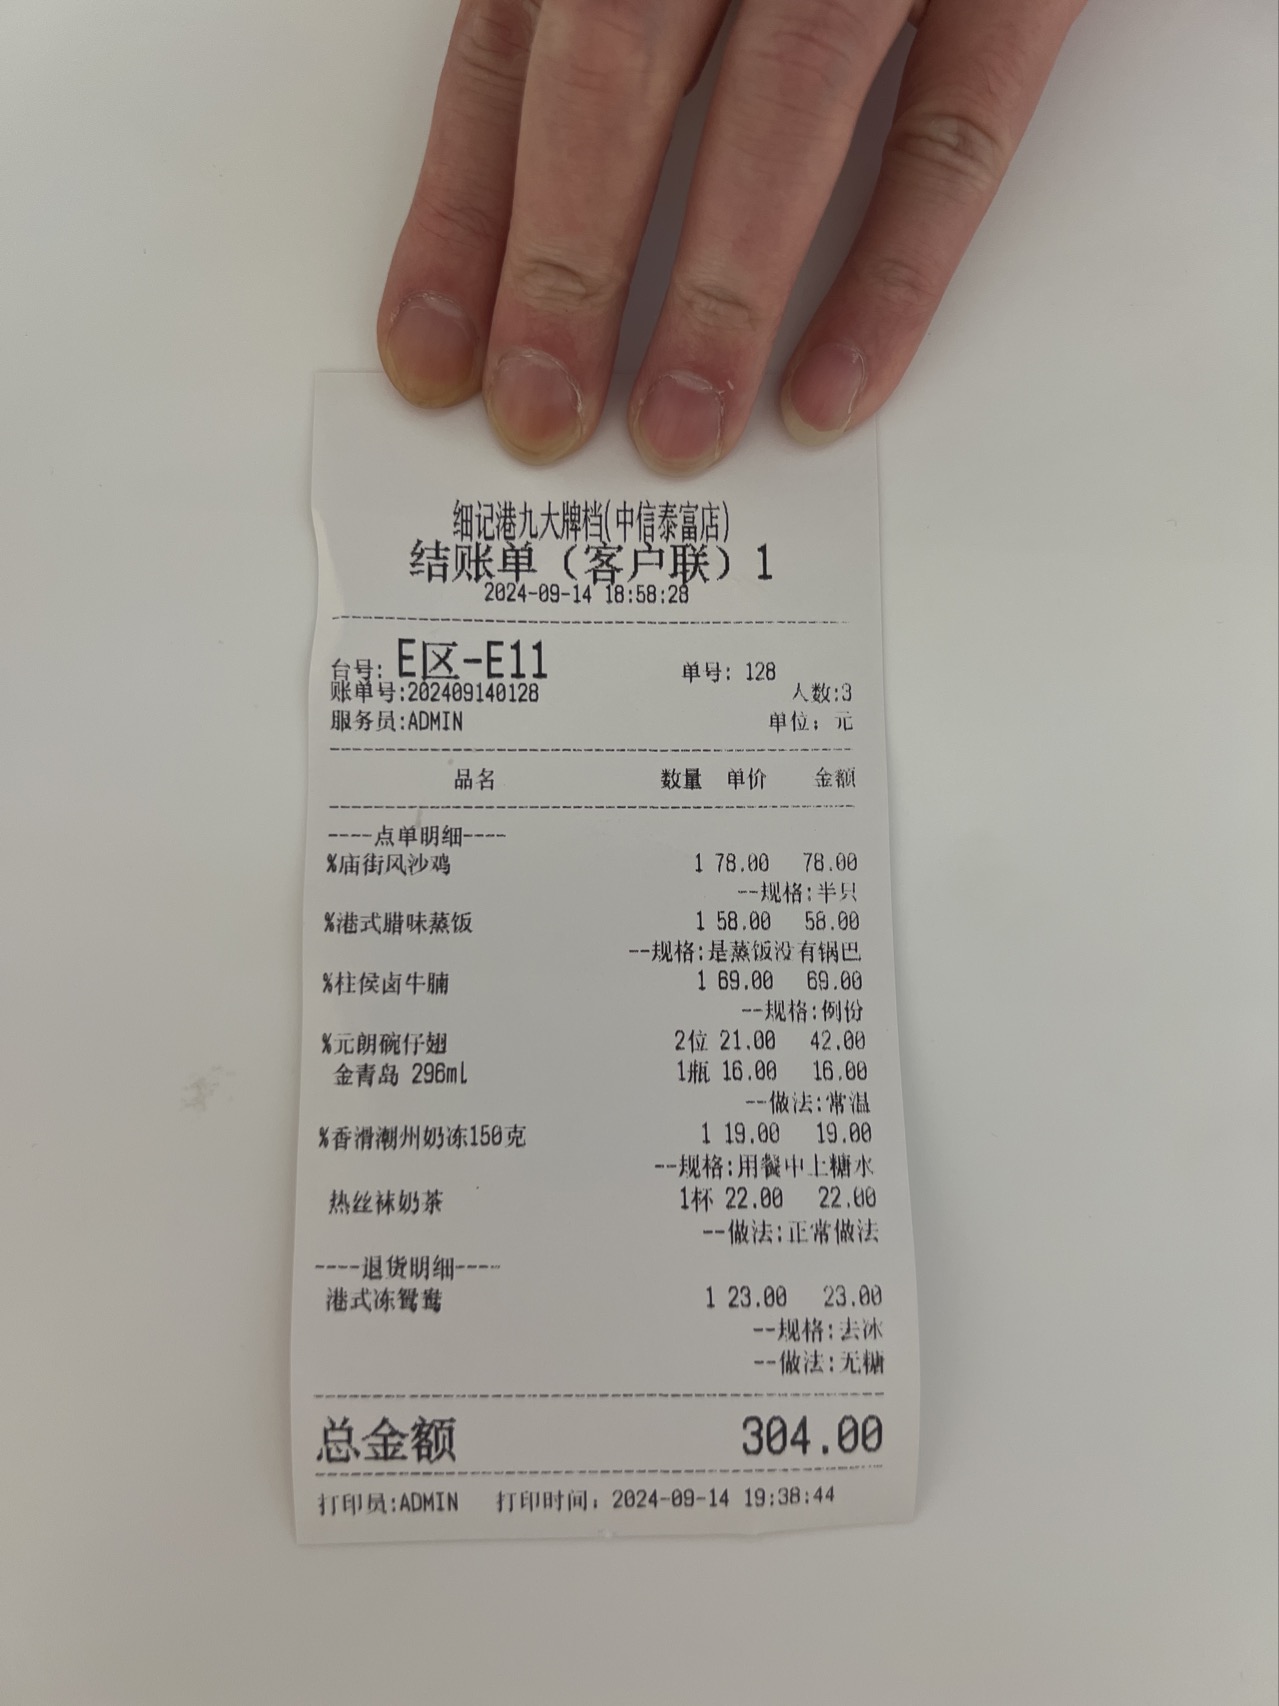 细记港九大牌档(中信泰富店)
结账单（客户联）1
2024-09-14 18:58:28
台号: E区-E11 单号: 128
账单号:202409140128 人数:3
服务员:ADMIN 单位：元
品名 数量 单价 金额
----点单明细----
%庙街风沙鸡 1 78.00 78.00
--规格:半只
%港式腊味蒸饭 1 58.00 58.00
--规格:是蒸饭没有锅巴
%柱侯卤牛腩 1 69.00 69.00
--规格:例份
%元朗碗仔翅 2位 21.00 42.00
金青岛 296ml 1瓶 16.00 16.00
--做法:常温
%香滑潮州奶冻150克 1 19.00 19.00
--规格:用餐中上糖水
热丝袜奶茶 1杯 22.00 22.00
--做法:正常做法
----退货明细----
港式冻鸳鸯 1 23.00 23.00
--规格:去冰
--做法:无糖
总金额 304.00
打印员:ADMIN 打印时间：2024-09-14 19:38:44